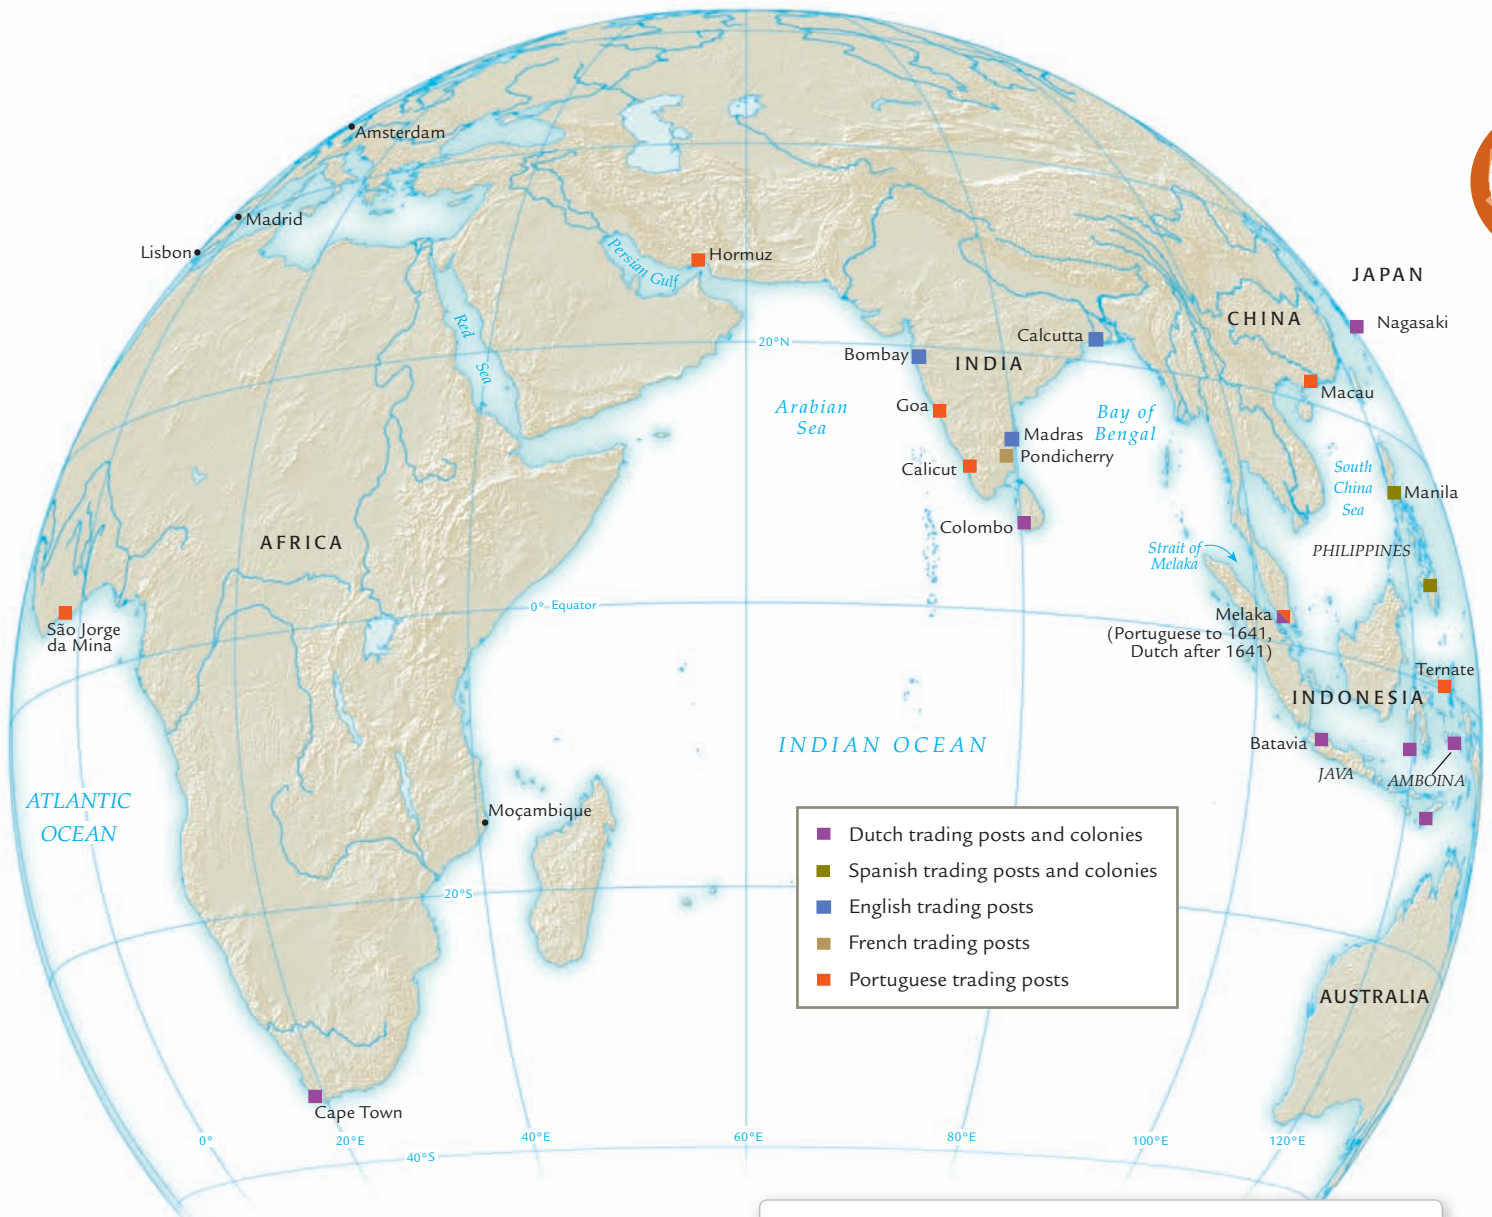 Amsterdam
Madrid
Lisbon
Persian Gulf
Hormuz
JAPAN
Red
Sea
20°N
CHINA
Nagasaki
Calcutta
Bombay
INDIA
Macau
Arabian
Sea
Goa
Bay of
Bengal
Madras
Pondicherry
Calicut
South
China
Sea
Manila
Colombo
AFRICA
Strait of
Melaka
PHILIPPINES
0° Equator
São Jorge
da Mina
Melaka
(Portuguese to 1641,
Dutch after 1641)
Ternate
INDONESIA
INDIAN OCEAN
Batavia
JAVA
AMBOINA
ATLANTIC
OCEAN
Moçambique
Dutch trading posts and colonies
Spanish trading posts and colonies
English trading posts
French trading posts
Portuguese trading posts
20°S
AUSTRALIA
Cape Town
0°
20°E
40°E
60°E
80°E
100°E
120°E
40°S